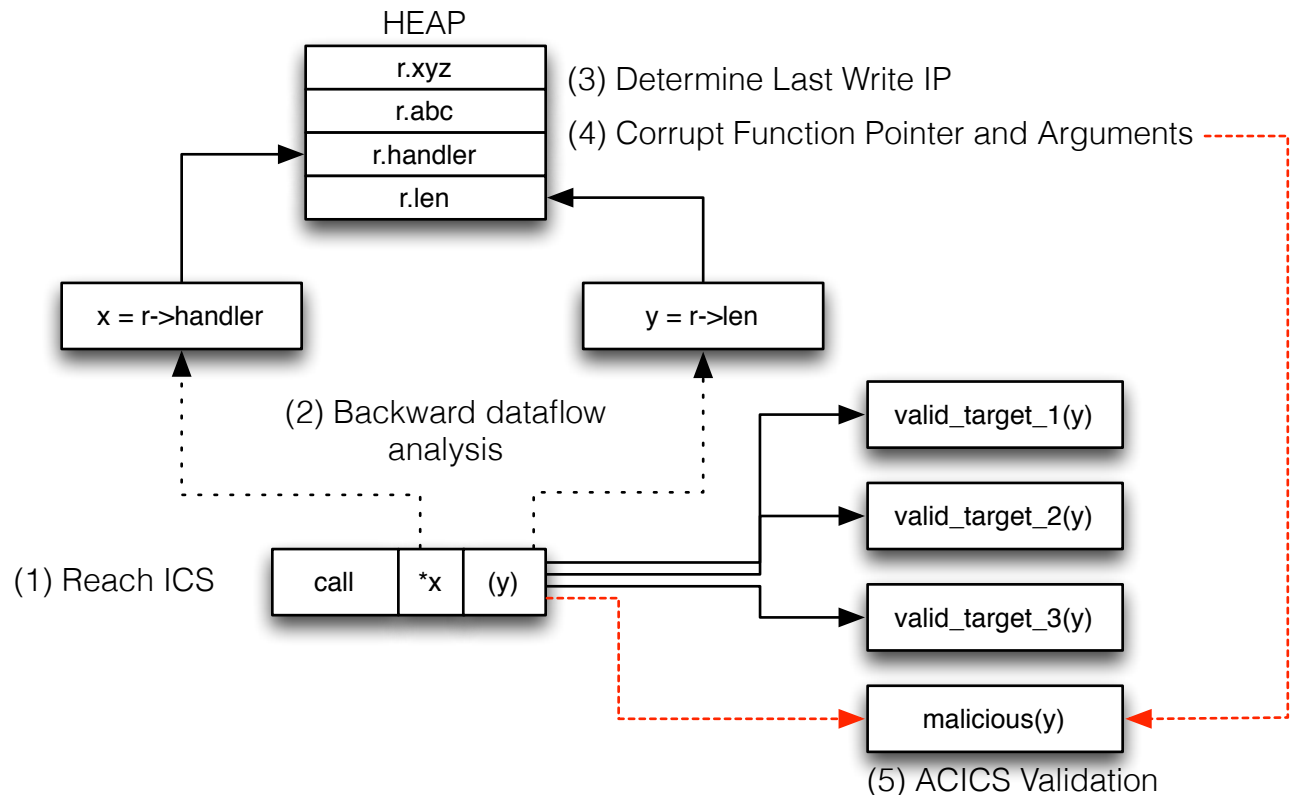 HEAP
r.xyz
r.abc
r.handler
r.len
(3) Determine Last Write IP
(4) Corrupt Function Pointer and Arguments
x = r->handler
y = r->len
(2) Backward dataflow
analysis
valid_target_1(y)
valid_target_2(y)
(1) Reach ICS
call
*x
(y)
valid_target_3(y)
malicious(y)
(5) ACICS Validation